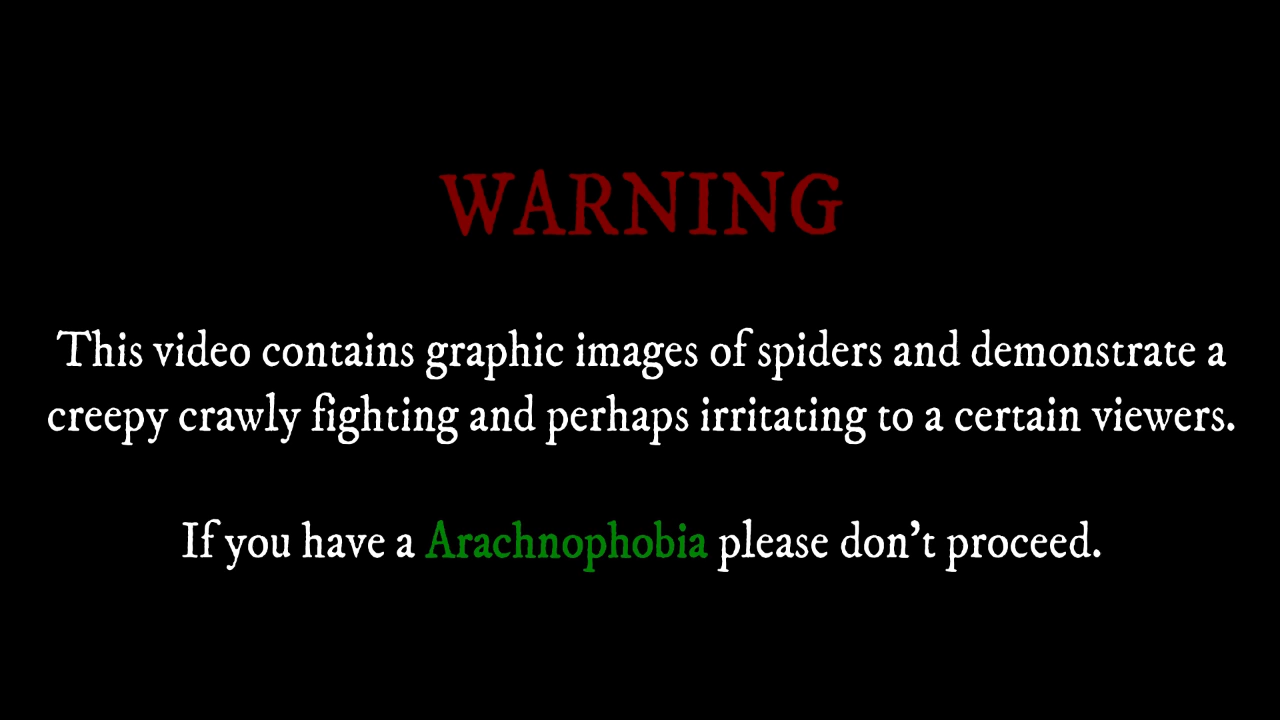 WARNING
This video contains graphic images of spiders and demonstrate a
creepy crawly fighting and perhaps irritating to a certain viewers.
If you have a Arachnophobia please don't proceed.